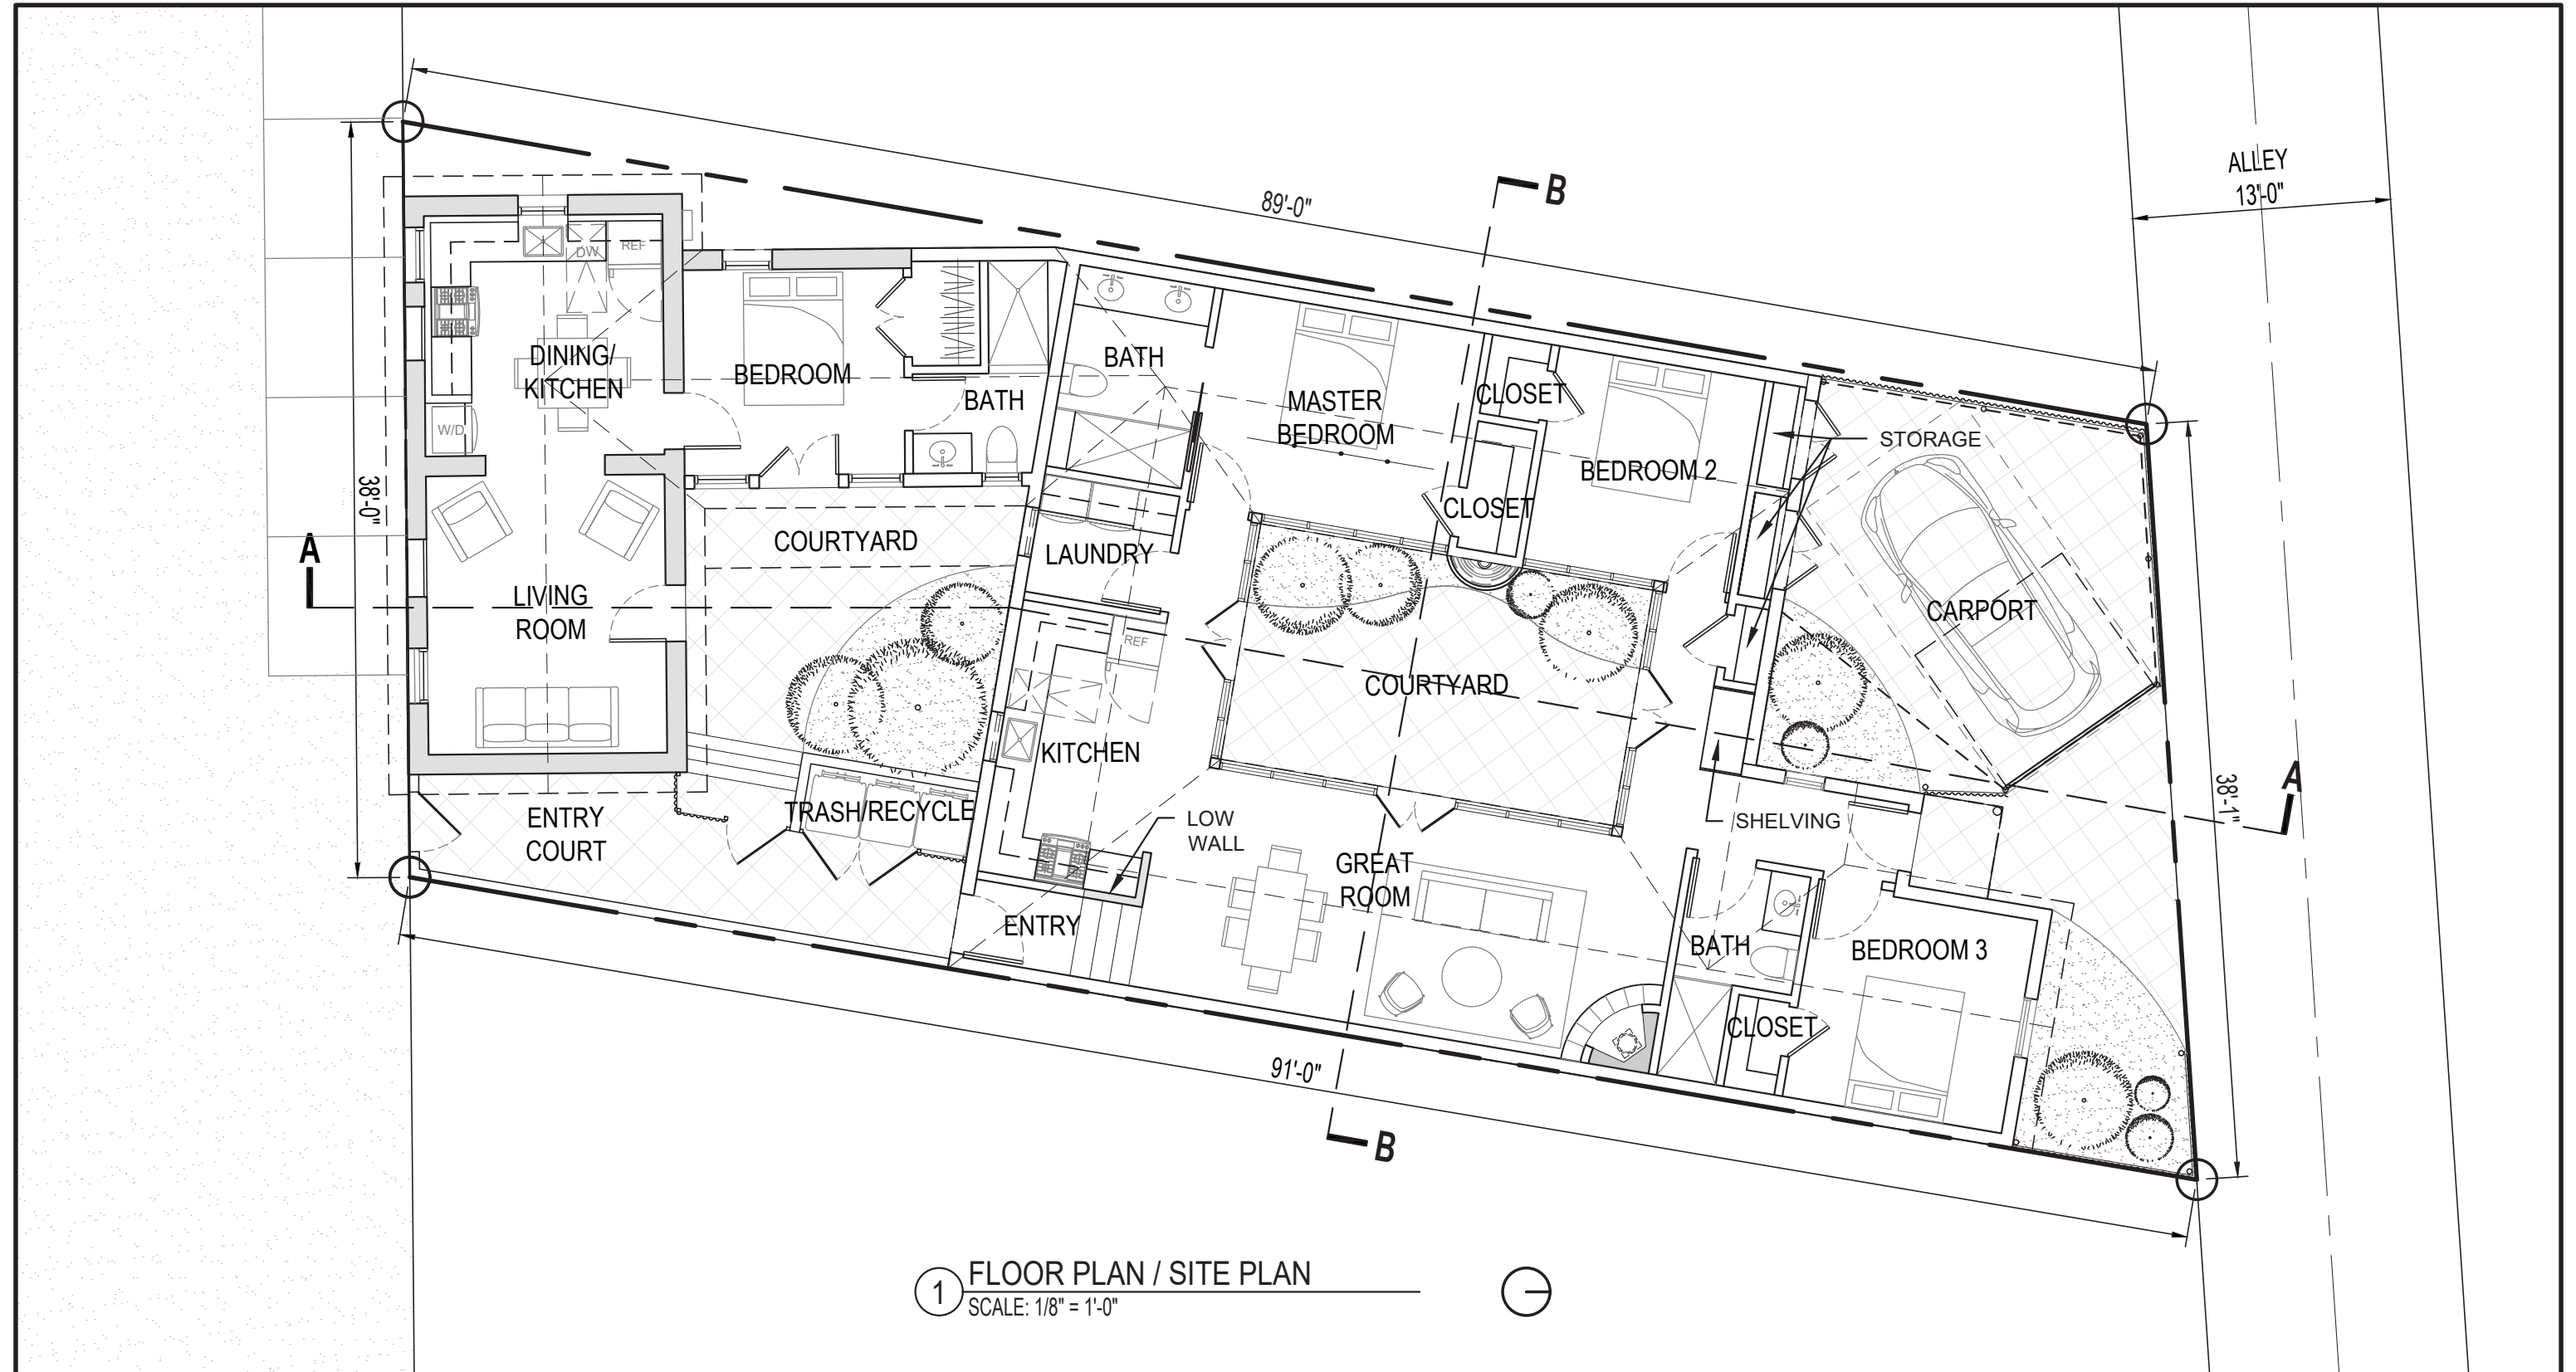 ALLEY
13'-0"
B
89'-0"
DW
REF
DINING/
KITCHEN
BEDROOM
BATH
BATH
W/D
MASTER
BEDROOM
CLOSET
CLOSET
BEDROOM 2
STORAGE
38'-0"
A
COURTYARD
LAUNDRY
LIVING
ROOM
REF
CARPORT
COURTYARD
KITCHEN
ENTRY
COURT
TRASH/RECYCLE
LOW
WALL
SHELVING
38'-1"
A
GREAT
ROOM
ENTRY
BATH
BEDROOM 3
CLOSET
91'-0"
B
1
FLOOR PLAN / SITE PLAN
SCALE: 1/8" = 1'-0"